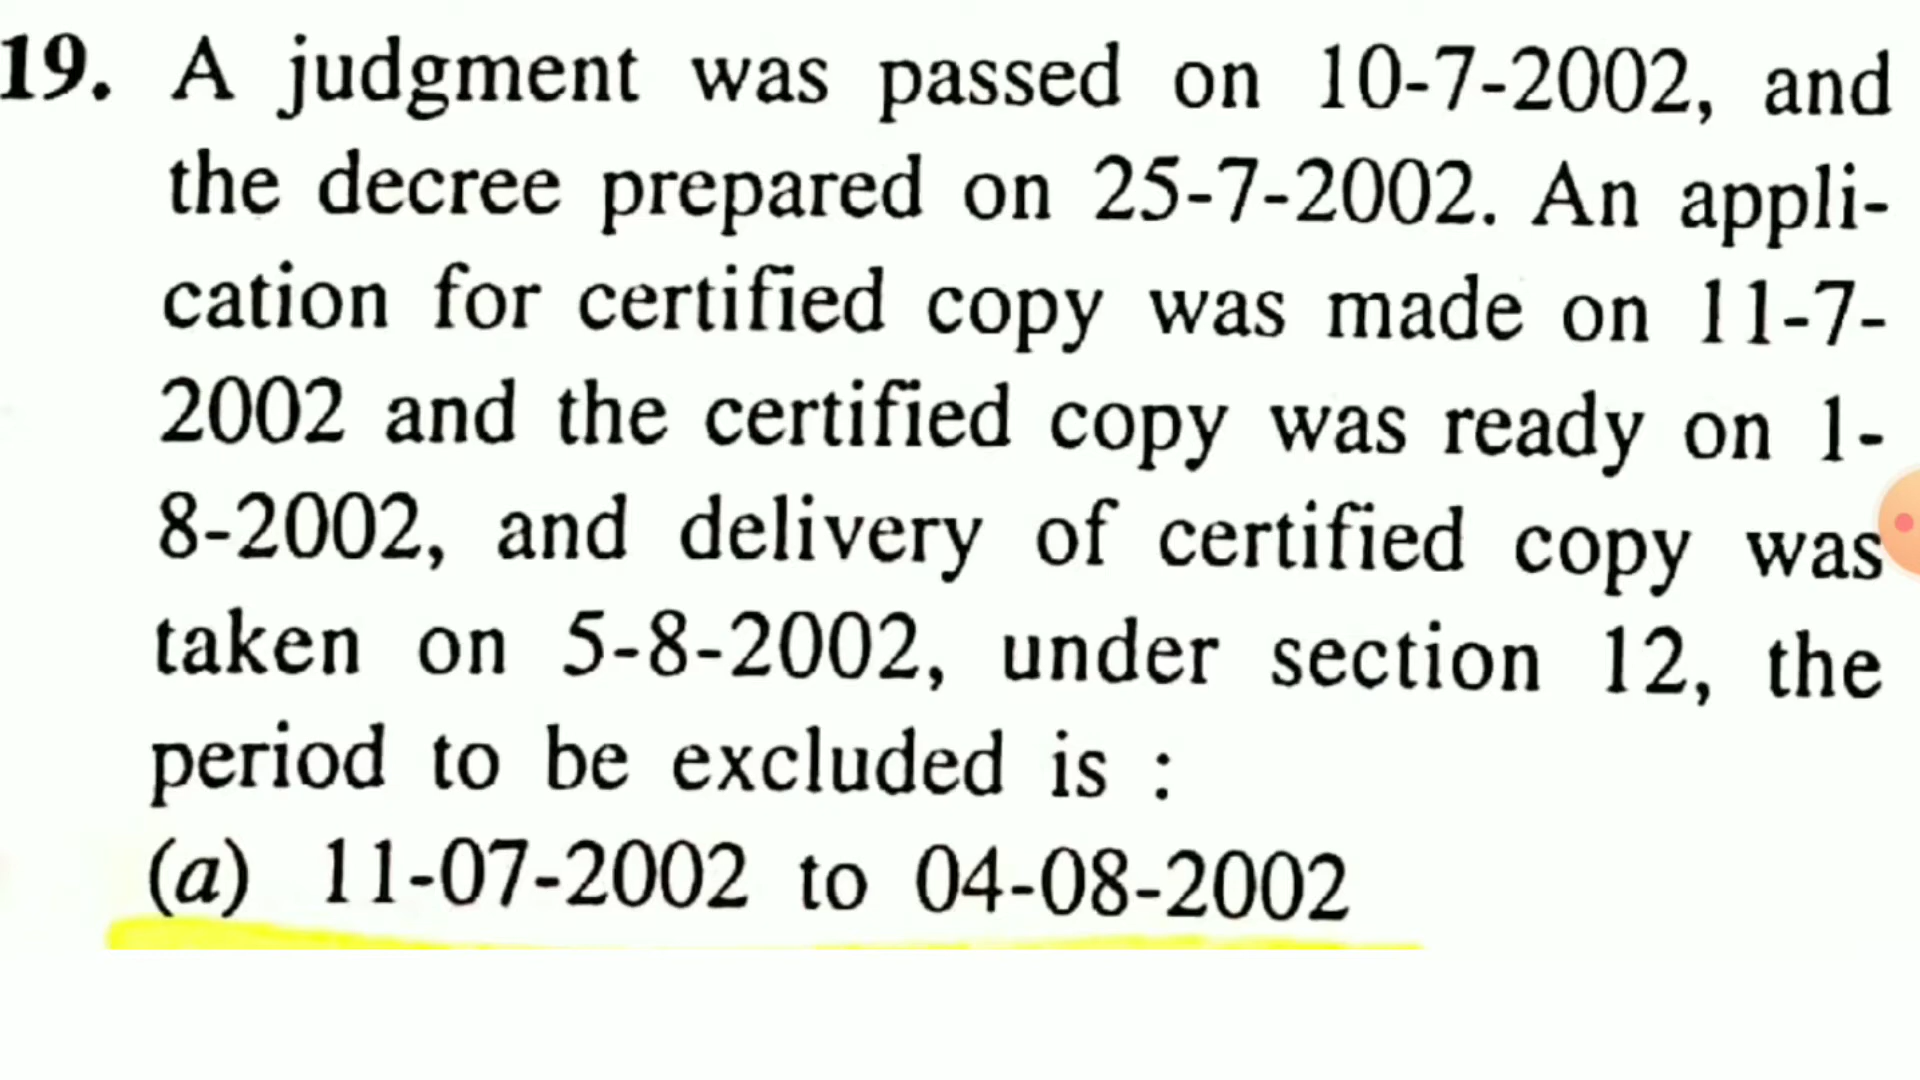 19. A judgment was passed on 10-7-2002, and
the decree prepared on 25-7-2002. An appli-
cation for certified copy was made on 11-7-
2002 and the certified copy was ready on 1-
8-2002, and delivery of certified copy was
taken on 5-8-2002, under section 12, the
period to be excluded is :
(a) 11-07-2002 to 04-08-2002